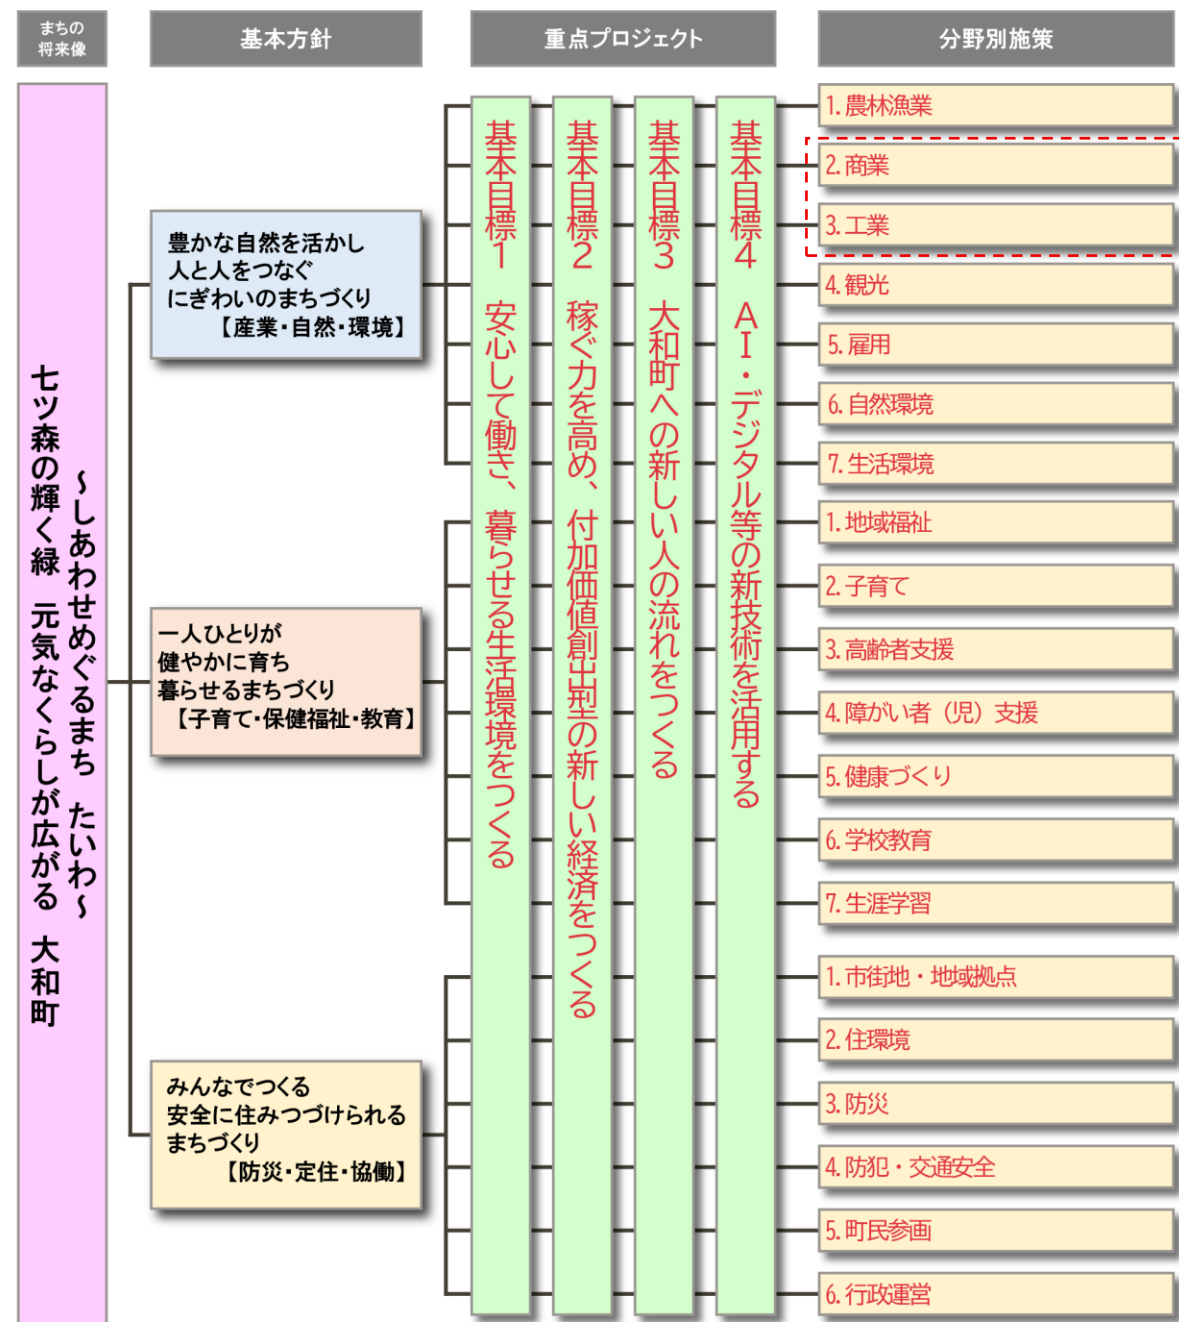 まちの
将来像
基本方針
重点プロジェクト
分野別施策
七ツ森の輝く緑　元気なくらしが広がる　大和町
～しあわせめぐるまち　たいわ～
豊かな自然を活かし
人と人をつなぐ
にぎわいのまちづくり
【産業・自然・環境】
一人ひとりが
健やかに育ち
暮らせるまちづくり
【子育て・保健福祉・教育】
みんなでつくる
安全に住みつづけられる
まちづくり
【防災・定住・協働】
基本目標１　安心して働き、暮らせる生活環境をつくる
基本目標２　稼ぐ力を高め、付加価値創出型の新しい経済をつくる
基本目標３　大和町への新しい人の流れをつくる
基本目標４　ＡＩ・デジタル等の新技術を活用する
1.農林漁業
2.商業
3.工業
4.観光
5.雇用
6.自然環境
7.生活環境
1.地域福祉
2.子育て
3.高齢者支援
4.障がい者（児）支援
5.健康づくり
6.学校教育
7.生涯学習
1.市街地・地域拠点
2.住環境
3.防災
4.防犯・交通安全
5.町民参画
6.行政運営